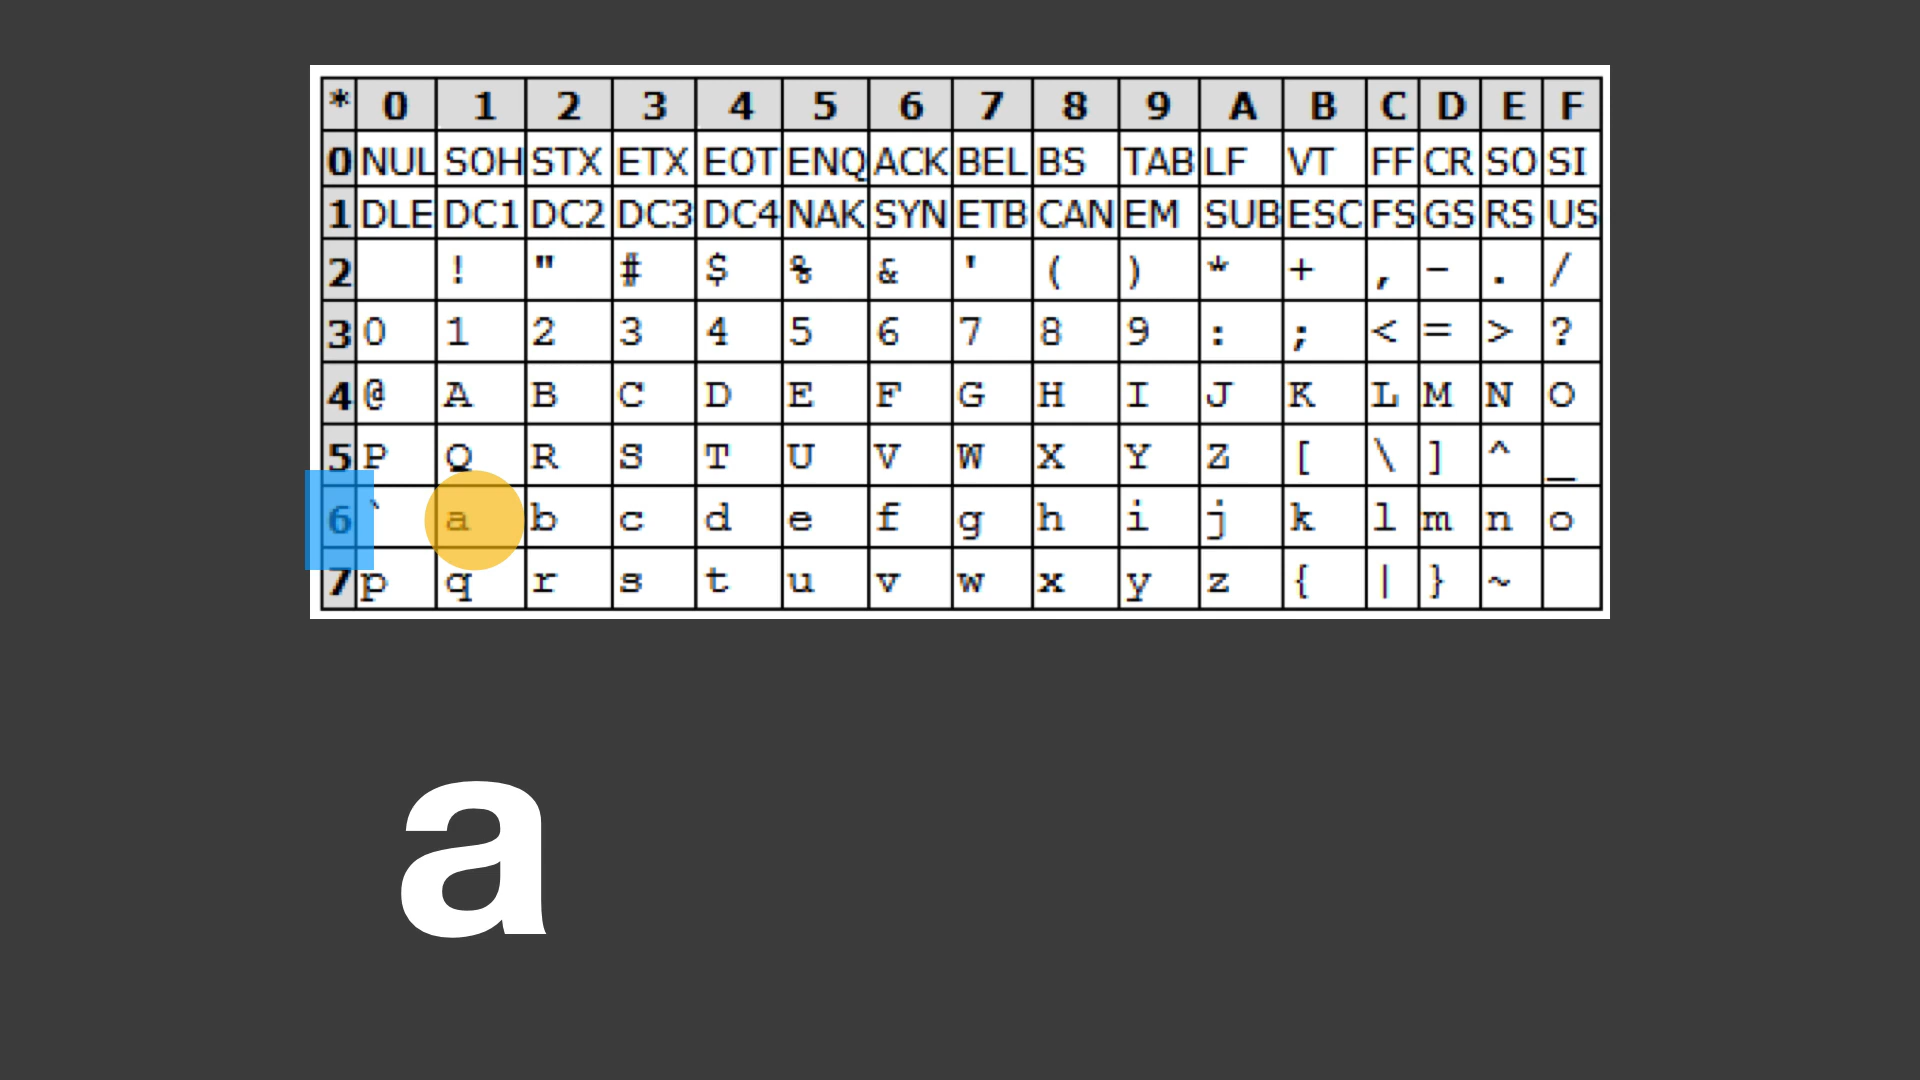 * 0 1 2 3 4 5 6 7 8 9 A B C D E F
0 NUL SOH STX ETX EOT ENQ ACK BEL BS TAB LF VT FF CR SO SI
1 DLE DC1 DC2 DC3 DC4 NAK SYN ETB CAN EM SUB ESC FS GS RS US
2 ! " # $ % & ' ( ) * + , - . /
3 0 1 2 3 4 5 6 7 8 9 : ; < = > ?
4 @ A B C D E F G H I J K L M N O
5 P Q R S T U V W X Y Z [ \ ] ^ _
6 ` a b c d e f g h i j k l m n o
7 p q r s t u v w x y z { | } ~
a